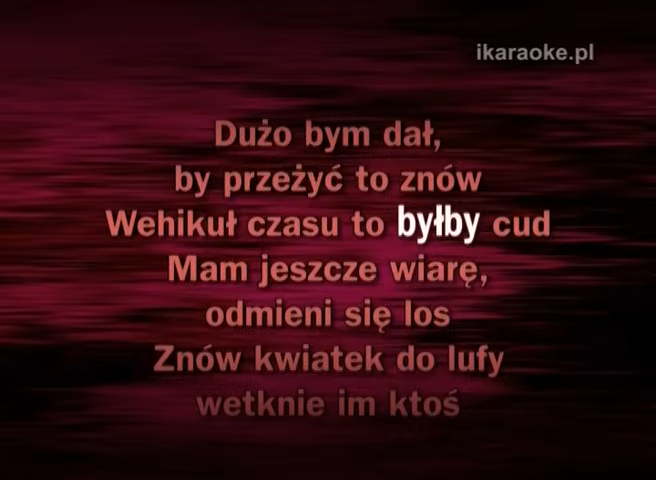 ikaraoke.pl
Dużo bym dał,
by przeżyć to znów
Wehikuł czasu to byłby cud
Mam jeszcze wiarę,
odmieni się los
Znów kwiatek do lufy
wetknie im ktoś